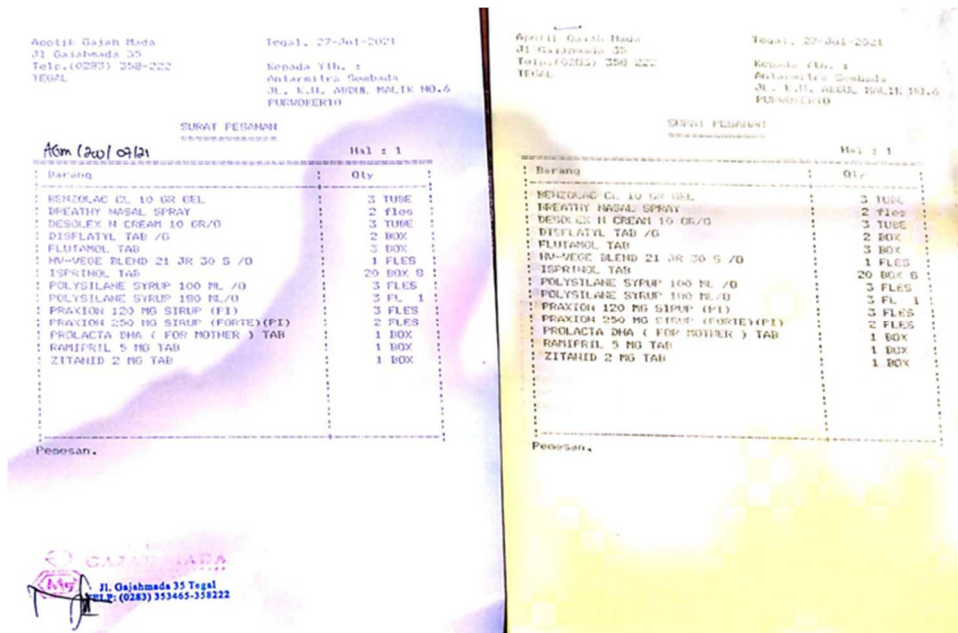 Apotik Gajah Mada
Jl Gajahmada 35
Telp.(0283) 358-222
TEGAL
Tegal, 27-Jul-2021
Kepada Yth. :
Antarmitra Sembada
JL. K.H. ABDUL MALIK NO.6
PURWOKERTO
SURAT PESANAN
Hal : 1
Barang : Qty
BENZOLAC CL 10 GR GEL : 3 TUBE
BREATHY NASAL SPRAY : 2 fles
DESOLEX N CREAM 10 GR/O : 3 TUBE
DISFLATYL TAB /G : 2 BOX
FLUTAMOL TAB : 3 BOX
HV-VEGE BLEND 21 JR 30 S /O : 1 FLES
ISPRINOL TAB : 20 BOX S
POLYSILANE SYRUP 100 ML /O : 3 FLES
POLYSILANE SYRUP 180 ML/O : 3 FL 1
PRAXION 120 MG SIRUP (PI) : 3 FLES
PRAXION 250 MG SIRUP (FORTE)(PI) : 2 FLES
PROLACTA DHA ( FOR MOTHER ) TAB : 1 BOX
RAMIPRIL 5 MG TAB : 1 BOX
ZITANID 2 MG TAB : 1 BOX
Pemesan.
GAJAH MADA
Jl. Gajahmada 35 Tegal
TELP: (0283) 353465-358222
Apotik Gajah Mada
Jl Gajahmada 35
Telp.(0283) 358-222
TEGAL
Tegal, 27-Jul-2021
Kepada Yth. :
Antarmitra Sembada
JL. K.H. ABDUL MALIK NO.6
PURWOKERTO
SURAT PESANAN
Hal : 1
Barang : Qty
BENZOLAC CL 10 GR GEL : 3 TUBE
BREATHY NASAL SPRAY : 2 fles
DESOLEX N CREAM 10 GR/O : 3 TUBE
DISFLATYL TAB /G : 2 BOX
FLUTAMOL TAB : 3 BOX
HV-VEGE BLEND 21 JR 30 S /O : 1 FLES
ISPRINOL TAB : 20 BOX S
POLYSILANE SYRUP 100 ML /O : 3 FLES
POLYSILANE SYRUP 180 ML/O : 3 FL 1
PRAXION 120 MG SIRUP (PI) : 3 FLES
PRAXION 250 MG SIRUP (FORTE)(PI) : 2 FLES
PROLACTA DHA ( FOR MOTHER ) TAB : 1 BOX
RAMIPRIL 5 MG TAB : 1 BOX
ZITANID 2 MG TAB : 1 BOX
Pemesan.